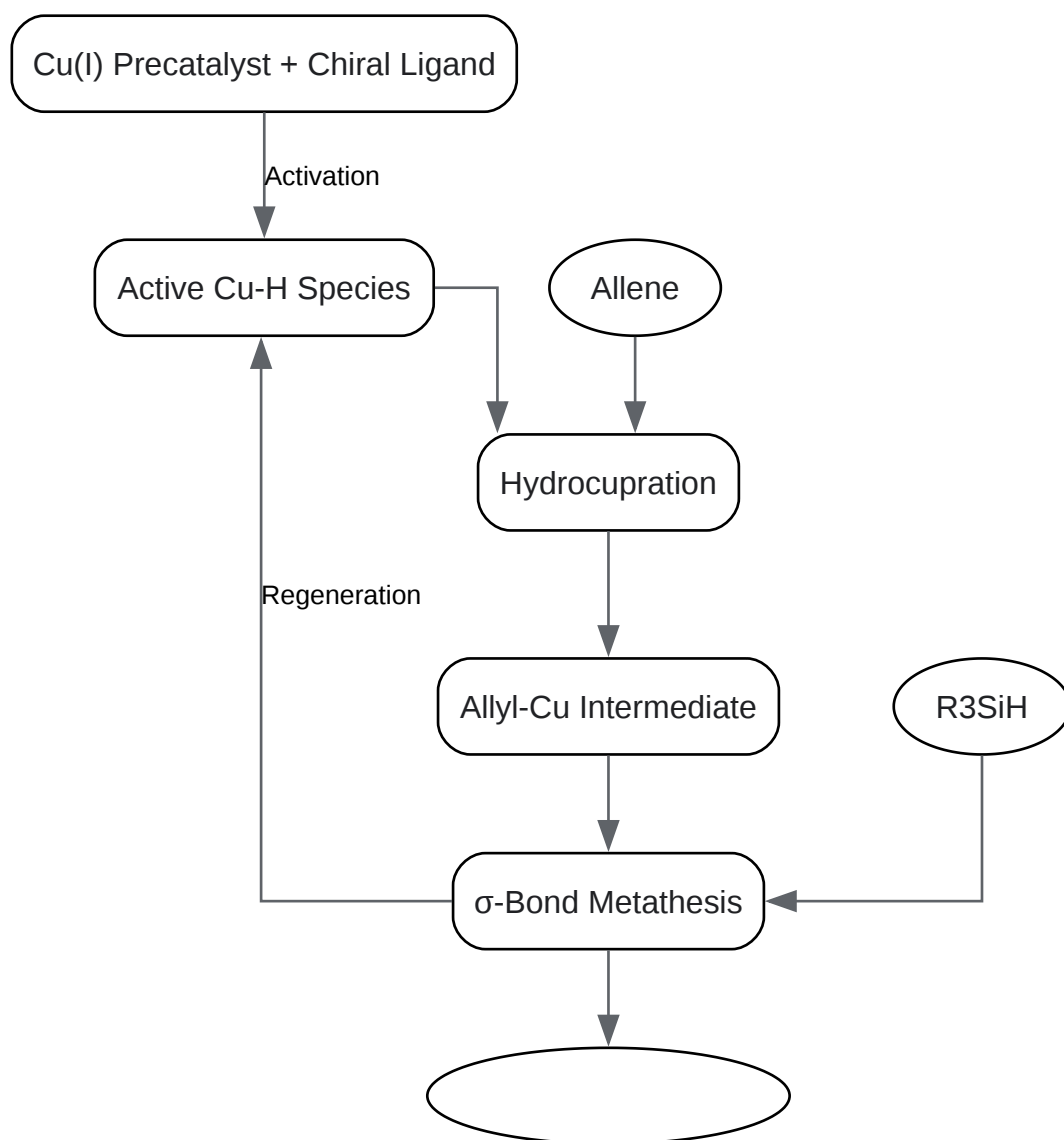 Cu(I) Precatalyst + Chiral Ligand
Activation
Active Cu-H Species
Allene
Hydrocupration
Regeneration
Allyl-Cu Intermediate
R3SiH
σ-Bond Metathesis